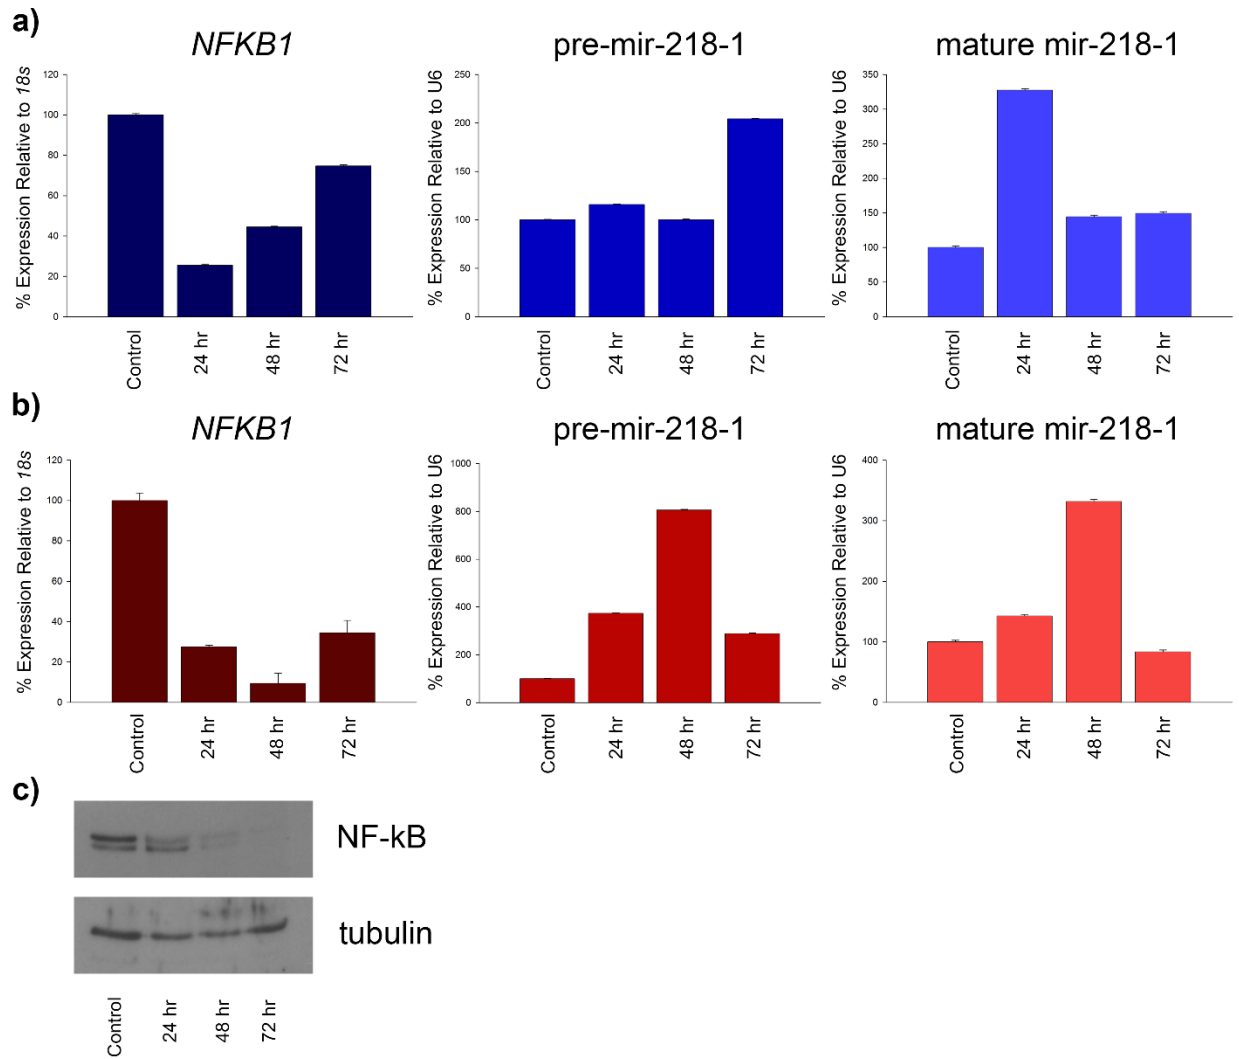 a)
NFKB1
pre-mir-218-1
mature mir-218-1
% Expression Relative to 18s
120
100
80
60
40
20
0
Control
24 hr
48 hr
72 hr
% Expression Relative to U6
250
200
150
100
50
0
Control
24 hr
48 hr
72 hr
% Expression Relative to U6
350
300
250
200
150
100
50
0
Control
24 hr
48 hr
72 hr
b)
NFKB1
pre-mir-218-1
mature mir-218-1
% Expression Relative to 18s
120
100
80
60
40
20
0
Control
24 hr
48 hr
72 hr
% Expression Relative to U6
1000
800
600
400
200
0
Control
24 hr
48 hr
72 hr
% Expression Relative to U6
400
300
200
100
0
Control
24 hr
48 hr
72 hr
c)
NF-kB
tubulin
Control
24 hr
48 hr
72 hr